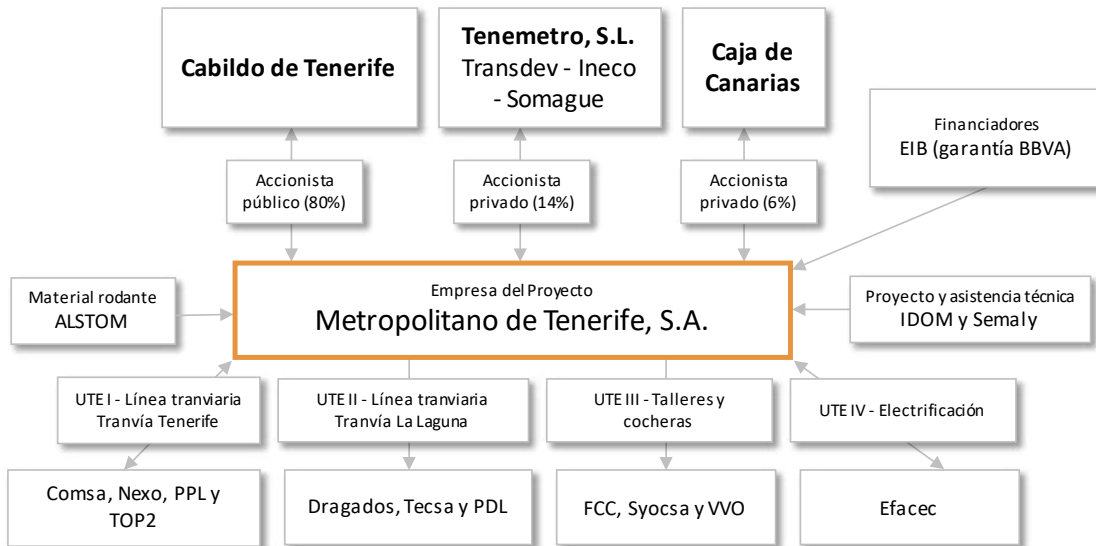 Cabildo de Tenerife
Tenemetro, S.L.
Transdev - Ineco
- Somague
Caja de
Canarias
Financiadores
EIB (garantía BBVA)
Accionista
público (80%)
Accionista
privado (14%)
Accionista
privado (6%)
Material rodante
ALSTOM
Empresa del Proyecto
Metropolitano de Tenerife, S.A.
Proyecto y asistencia técnica
IDOM y Semaly
UTE I - Línea tranviaria
Tranvía Tenerife
UTE II - Línea tranviaria
Tranvía La Laguna
UTE III - Talleres y
cocheras
UTE IV - Electrificación
Comsa, Nexo, PPL y
TOP2
Dragados, Tecsa y PDL
FCC, Syocsa y VVO
Efacec